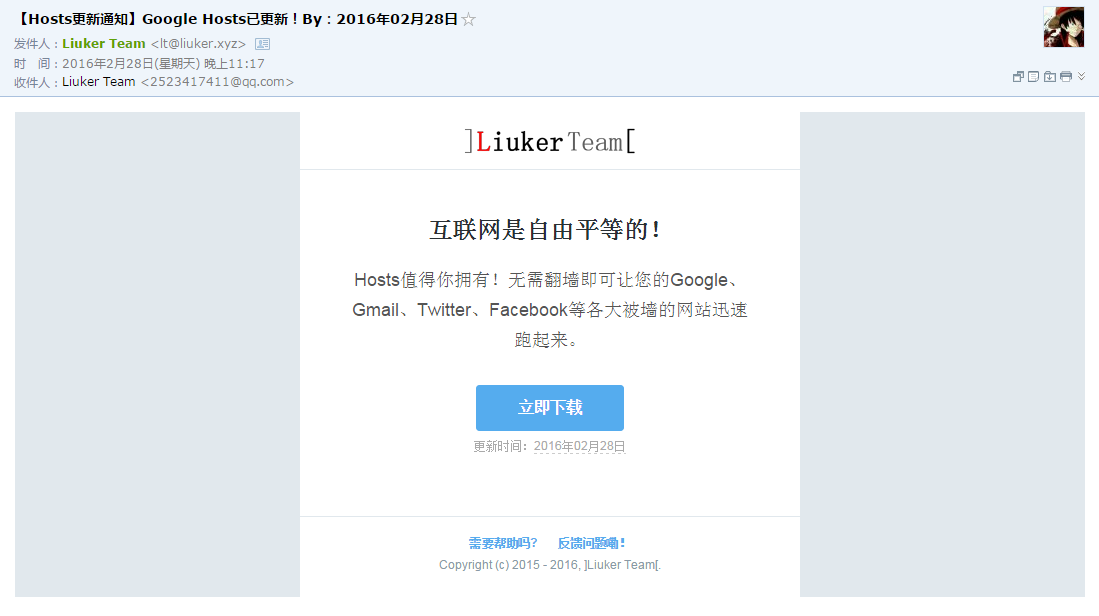 【Hosts更新通知】Google Hosts已更新！By：2016年02月28日☆
发件人：Liuker Team <lt@liuker.xyz>
时 间：2016年2月28日(星期天) 晚上11:17
收件人：Liuker Team <2523417411@qq.com>
]LiukerTeam[
互联网是自由平等的！
Hosts值得你拥有！无需翻墙即可让您的Google、
Gmail、Twitter、Facebook等各大被墙的网站迅速
跑起来。
立即下载
更新时间：2016年02月28日
需要帮助吗？ 反馈问题嘞！
Copyright (c) 2015 - 2016, ]Liuker Team[.